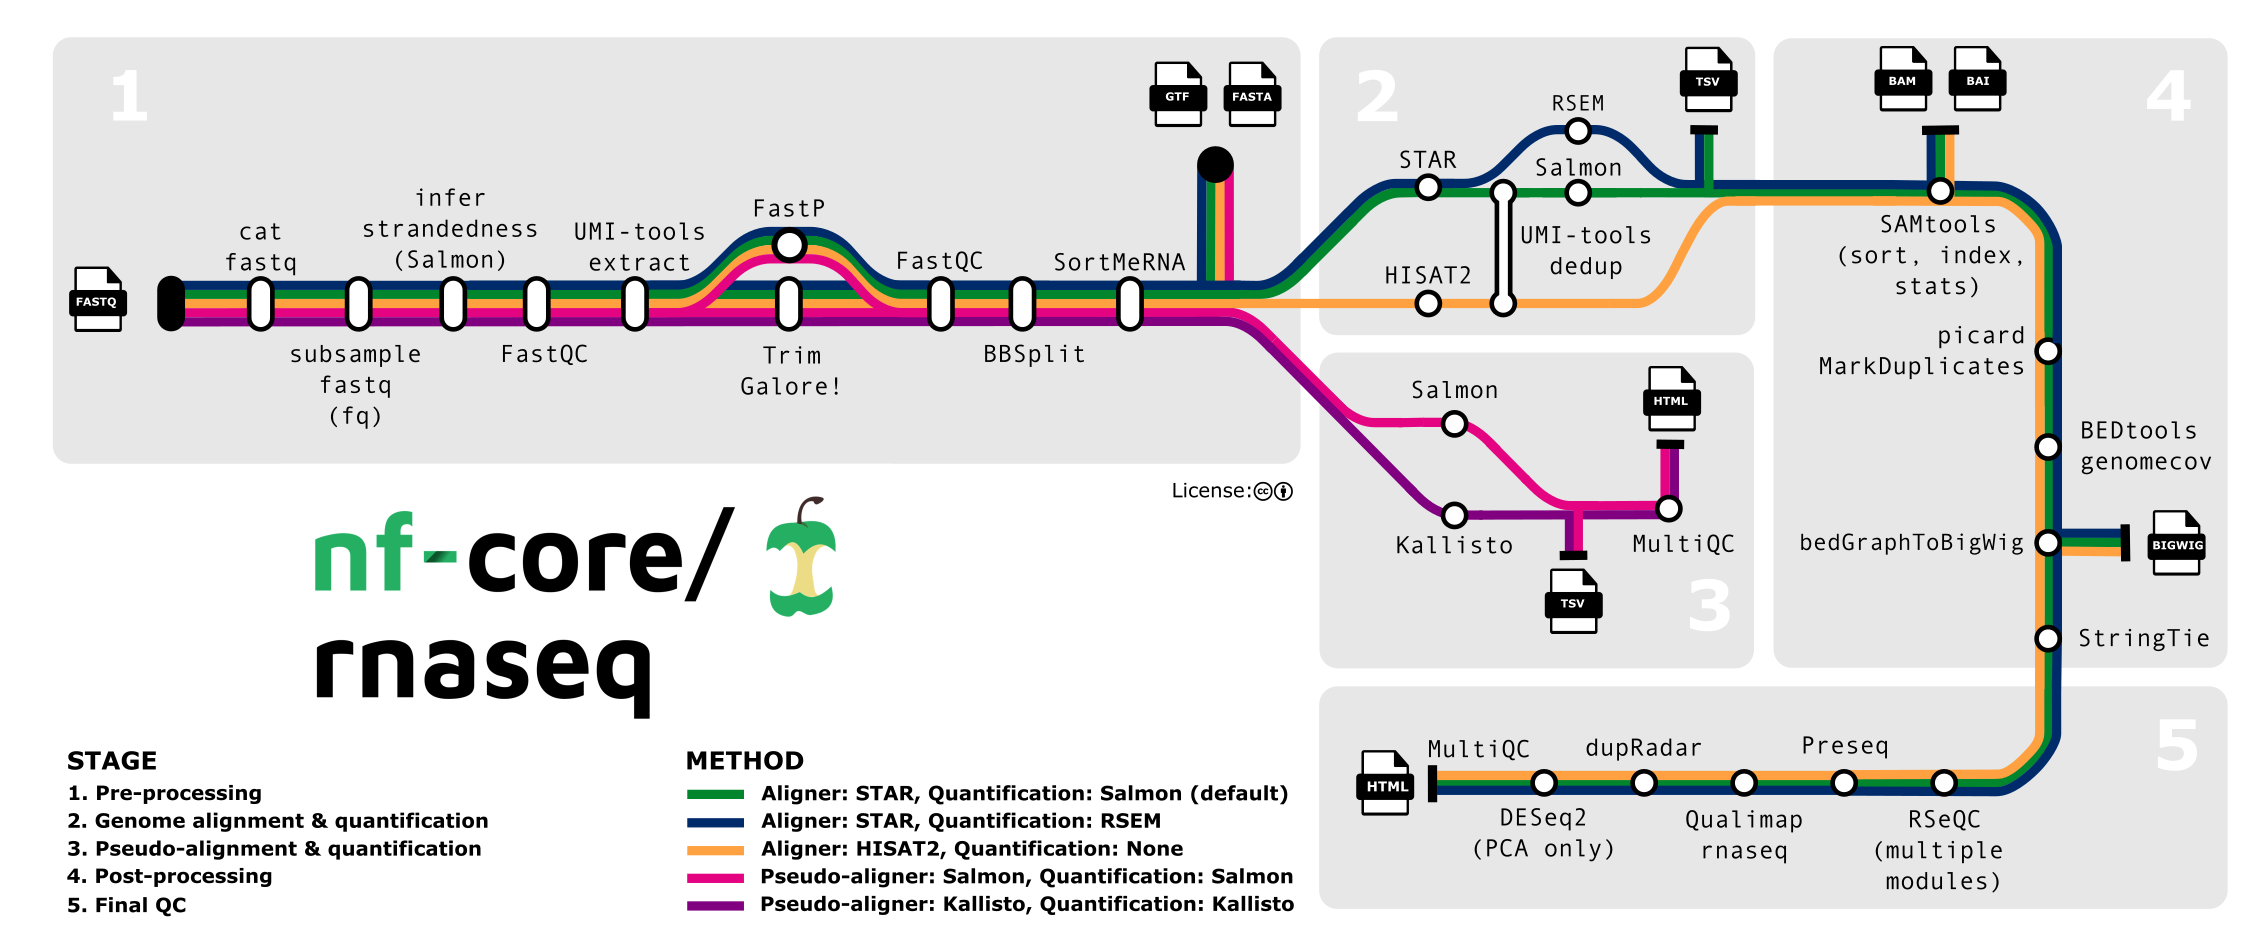 1
GTF
FASTA
infer
strandedness
(Salmon)
cat
fastq
UMI-tools
extract
FastP
FastQC
SortMeRNA
FASTQ
subsample
fastq
(fq)
FastQC
Trim
Galore!
BBSplit
2
TSV
RSEM
STAR
Salmon
UMI-tools
dedup
HISAT2
4
BAM
BAI
SAMtools
(sort, index,
stats)
picard
MarkDuplicates
BEDtools
genomecov
bedGraphToBigWig
BIGWIG
StringTie
Salmon
HTML
Kallisto
MultiQC
TSV
3
License:
cc
nf-core/
rnaseq
5
MultiQC
dupRadar
Preseq
HTML
DESeq2
(PCA only)
Qualimap
rnaseq
RSeQC
(multiple
modules)
STAGE
1. Pre-processing
2. Genome alignment & quantification
3. Pseudo-alignment & quantification
4. Post-processing
5. Final QC
METHOD
Aligner: STAR, Quantification: Salmon (default)
Aligner: STAR, Quantification: RSEM
Aligner: HISAT2, Quantification: None
Pseudo-aligner: Salmon, Quantification: Salmon
Pseudo-aligner: Kallisto, Quantification: Kallisto